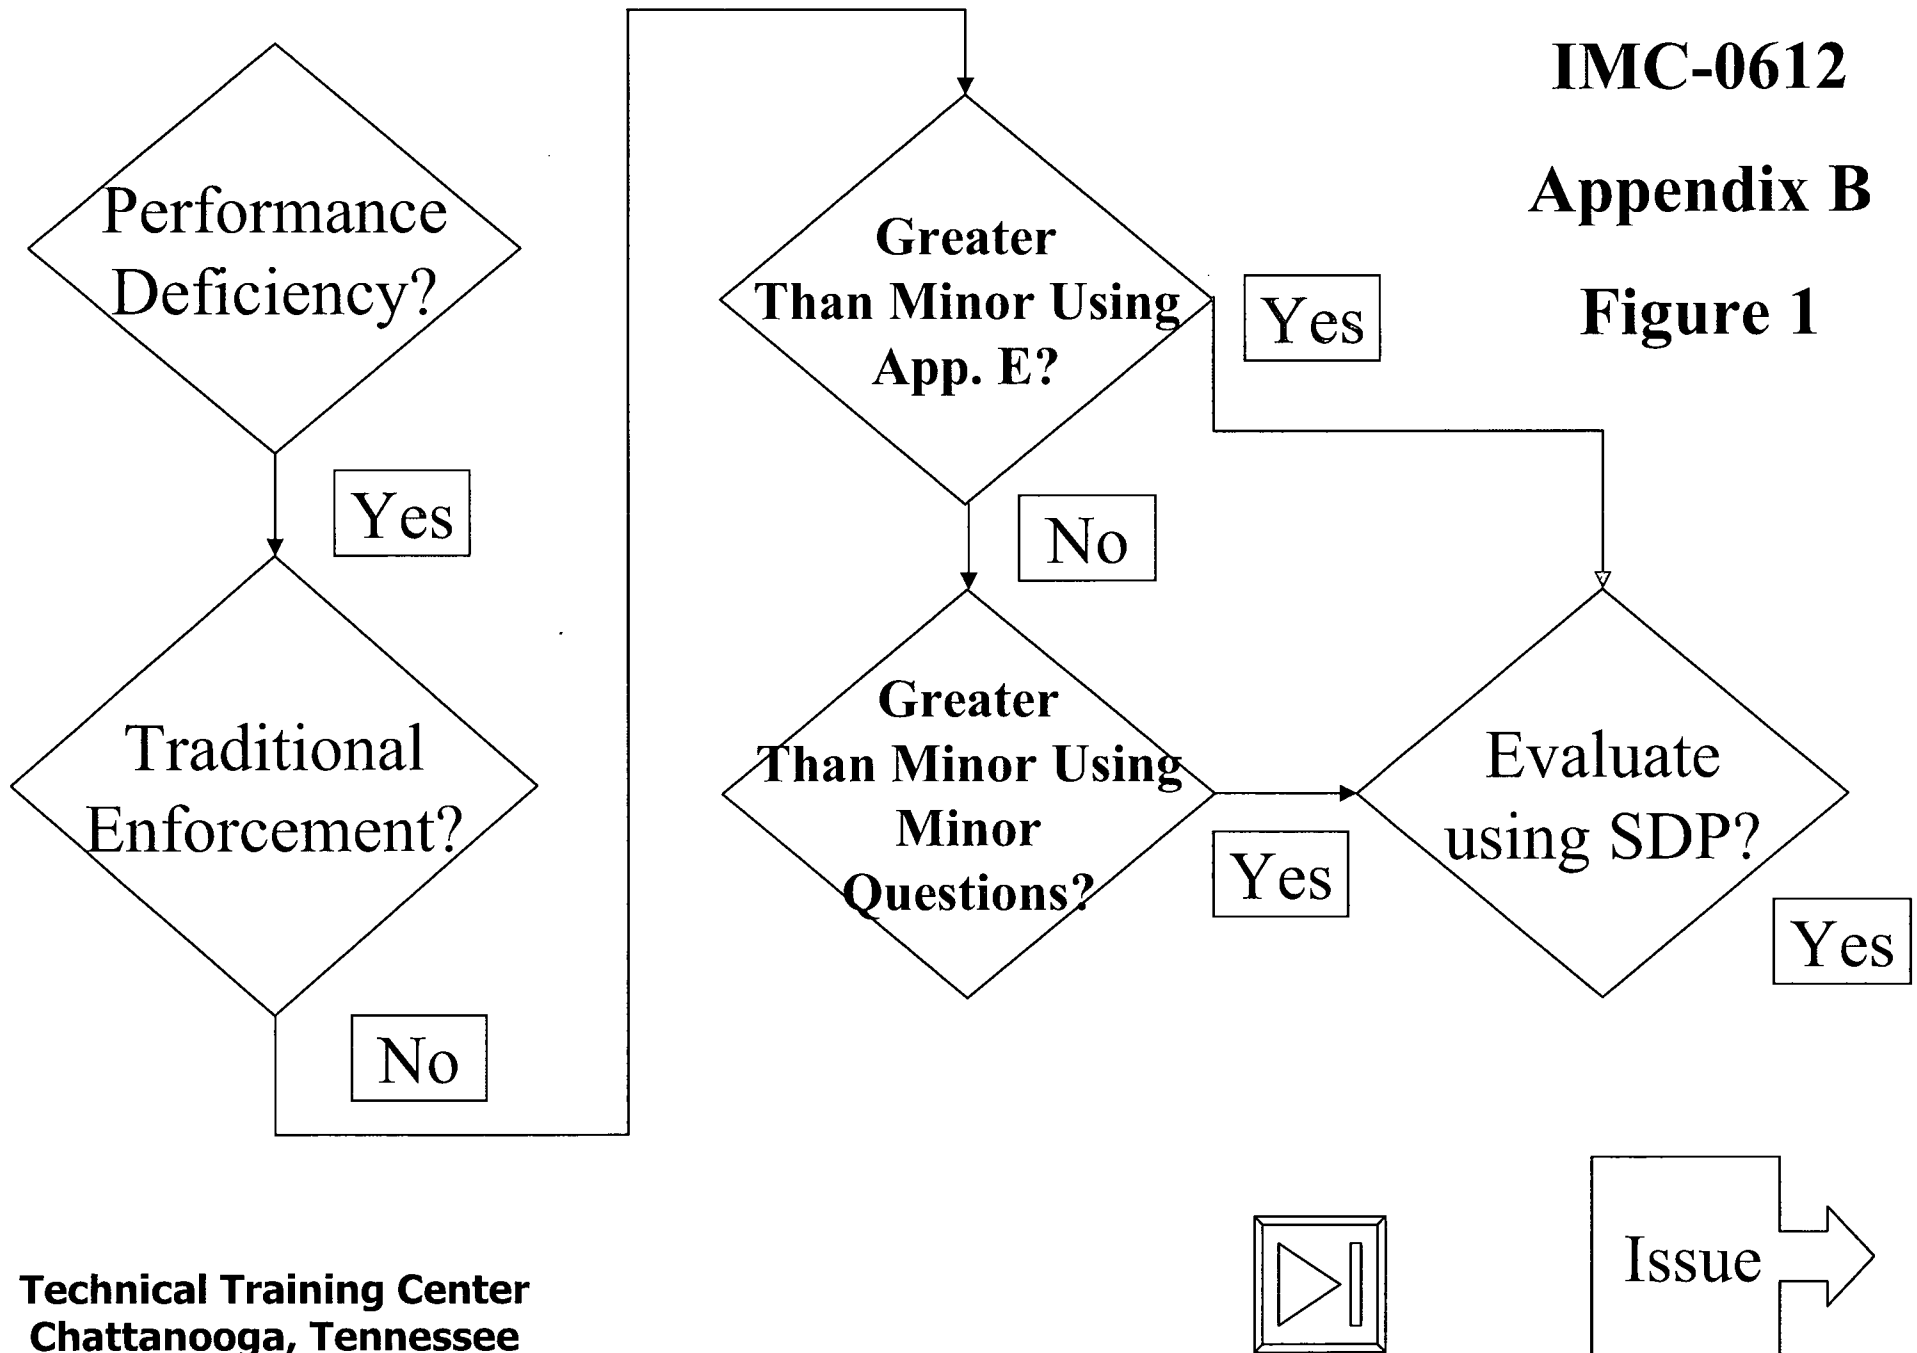 IMC-0612
Appendix B
Figure 1
Performance
Deficiency?
Yes
Traditional
Enforcement?
No
Greater
Than Minor Using
App. E?
Yes
No
Greater
Than Minor Using
Minor
Questions?
Yes
Evaluate
using SDP?
Yes
Issue
Technical Training Center
Chattanooga, Tennessee